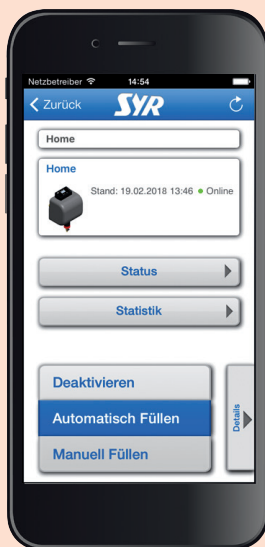 Netzbetreiber 14:54
Zurück SYR
Home
Home
Stand: 19.02.2018 13:46 Online
Status
Statistik
Deaktivieren
Automatisch Füllen
Manuell Füllen
Details